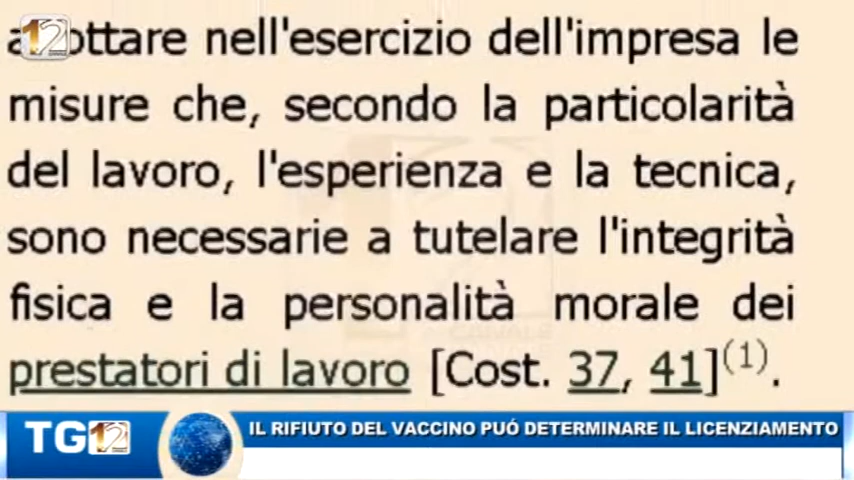 12
adottare nell'esercizio dell'impresa le
misure che, secondo la particolarità
del lavoro, l'esperienza e la tecnica,
sono necessarie a tutelare l'integrità
fisica e la personalità morale dei
prestatori di lavoro [Cost. 37, 41](1).
TG12
IL RIFIUTO DEL VACCINO PUÓ DETERMINARE IL LICENZIAMENTO